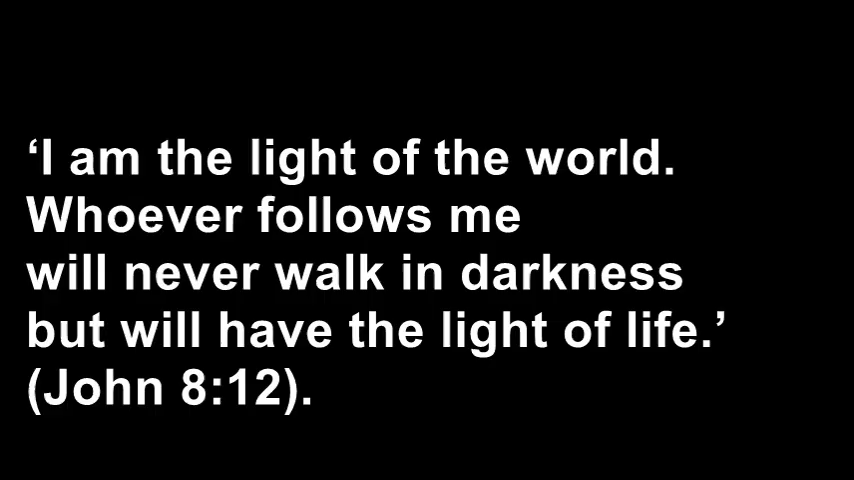 ‘I am the light of the world.
Whoever follows me
will never walk in darkness
but will have the light of life.’
(John 8:12).